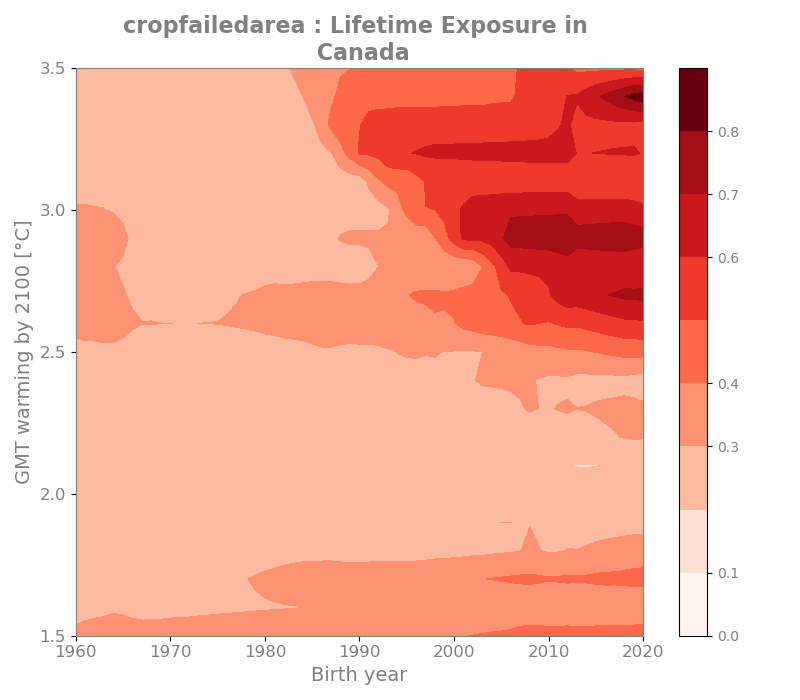 cropfailedarea : Lifetime Exposure in
Canada
GMT warming by 2100 [°C]
3.5
3.0
2.5
2.0
1.5
1960 1970 1980 1990 2000 2010 2020
Birth year
0.8
0.7
0.6
0.4
0.3
0.1
0.0